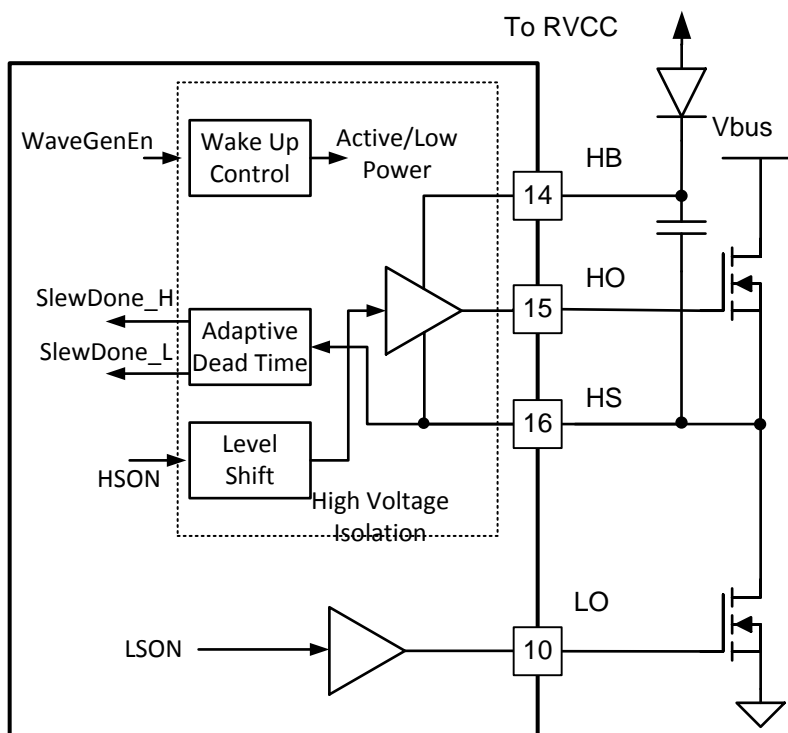 To RVCC
Vbus
WaveGenEn
Wake Up
Control
Active/Low
Power
HB
14
SlewDone_H
SlewDone_L
Adaptive
Dead Time
HO
15
HS
16
HSON
Level
Shift
High Voltage
Isolation
LO
LSON
10